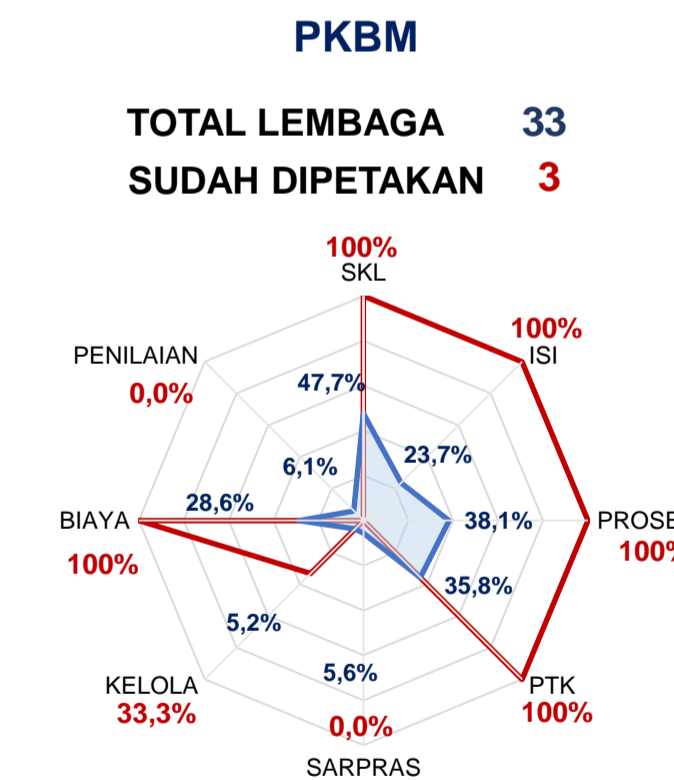 PKBM
TOTAL LEMBAGA 33
SUDAH DIPETAKAN 3
100%
SKL
100%
ISI
PENILAIAN
0,0%
47,7%
23,7%
6,1%
28,6%
BIAYA
38,1%
PROSE
100%
100%
35,8%
5,2%
5,6%
KELOLA
33,3%
PTK
100%
0,0%
SARPRAS